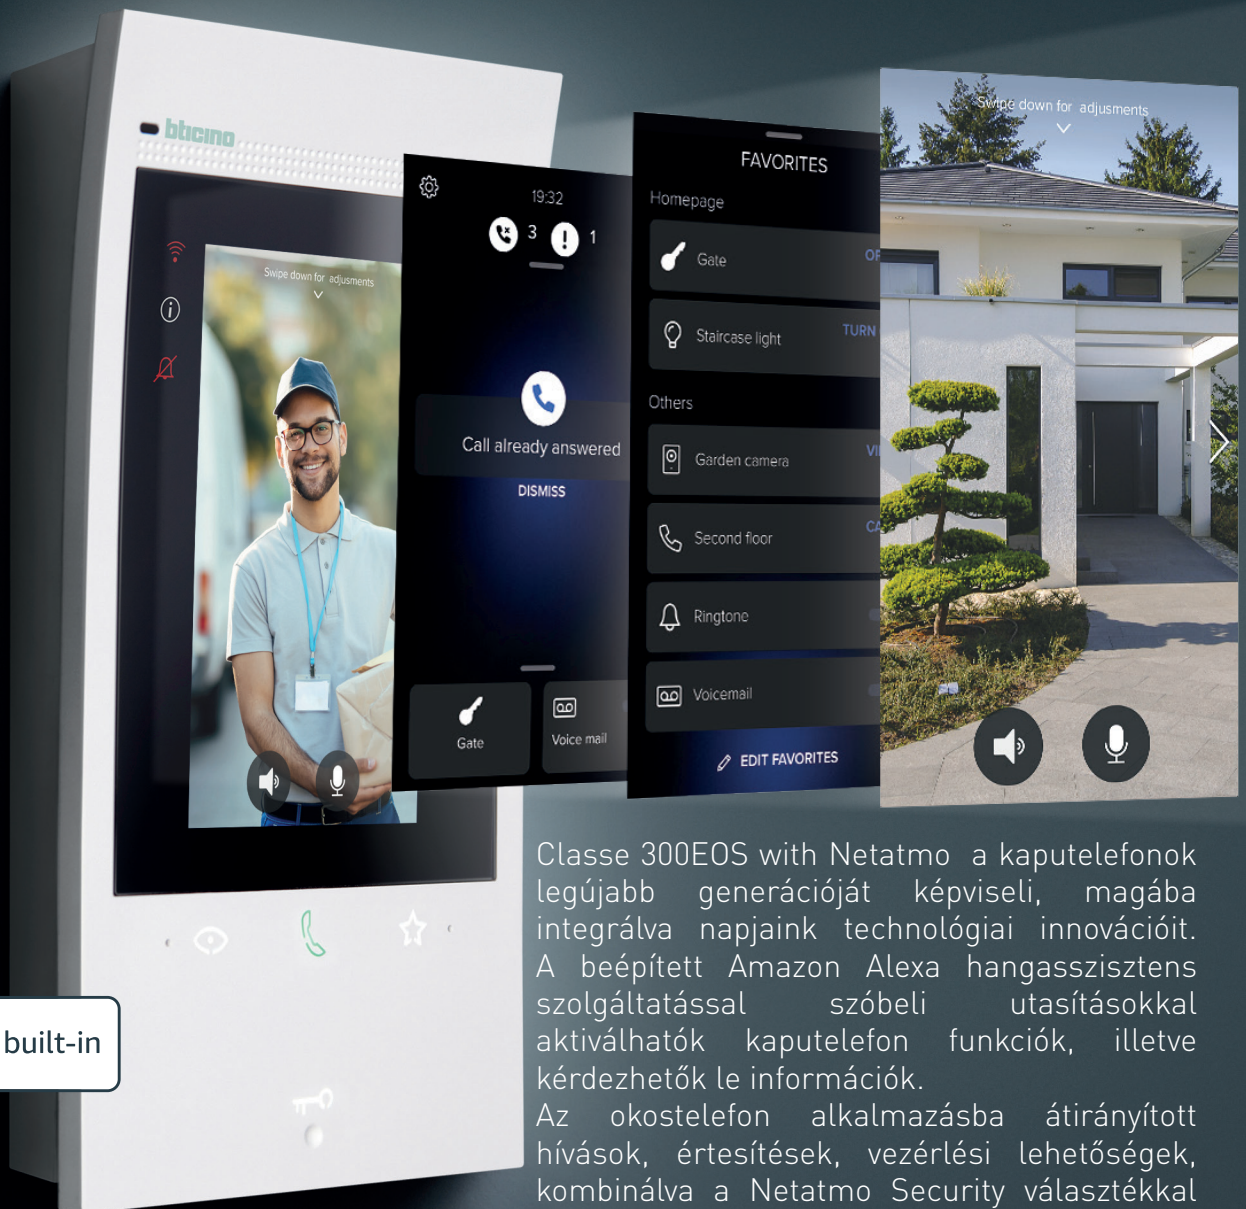 bticino
Swipe down for adjusments
19:32
3
1
Call already answered
DISMISS
Gate
Voice mail
FAVORITES
Homepage
Gate
Staircase light
TURN
Others
Garden camera
Second floor
Ringtone
Voicemail
EDIT FAVORITES
Swipe down for adjusments
built-in
Classe 300EOS with Netatmo a kaputelefonok
legújabb generációját képviseli, magába
integrálva napjaink technológiai innovációit.
A beépített Amazon Alexa hangasszisztens
szolgáltatással szóbeli utasításokkal
aktiválhatók kaputelefon funkciók, illetve
kérdezhetők le információk.
Az okostelefon alkalmazásba átirányított
hívások, értesítések, vezérlési lehetőségek,
kombinálva a Netatmo Security választékkal